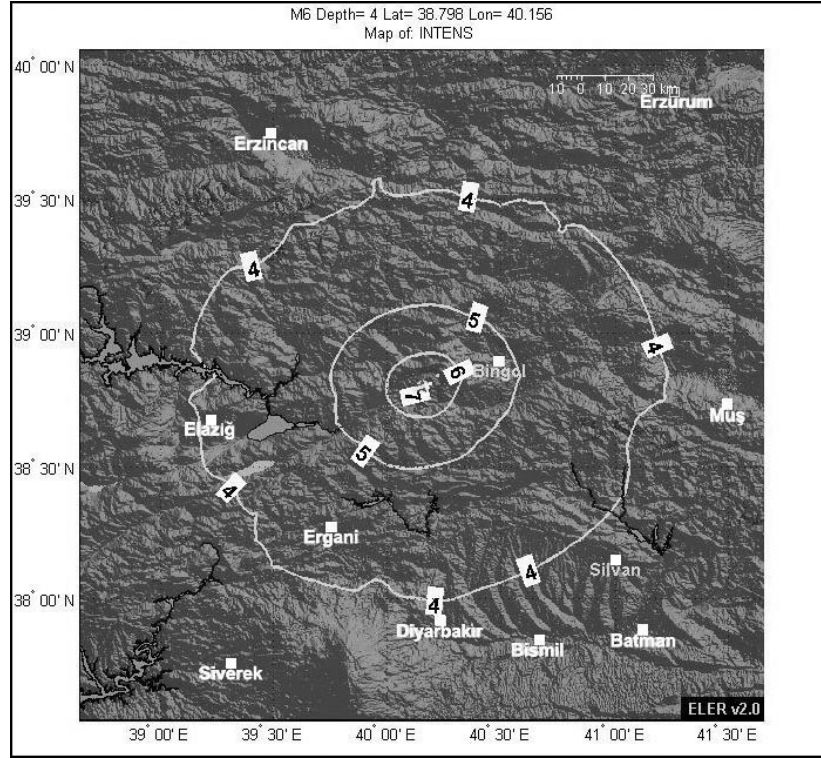 M6 Depth= 4 Lat= 38.798 Lon= 40.156
Map of: INTENS
40° 00' N
10 0 10 20 30 km
Erzurum
Erzincan
39° 30' N
4
4
39° 00' N
5
4
6
Bingöl
7
Muş
Elazığ
38° 30' N
5
4
Ergani
4
Silvan
38° 00' N
4
Diyarbakır
Batman
Bismil
Siverek
ELER v2.0
39° 00' E
39° 30' E
40° 00' E
40° 30' E
41° 00' E
41° 30' E